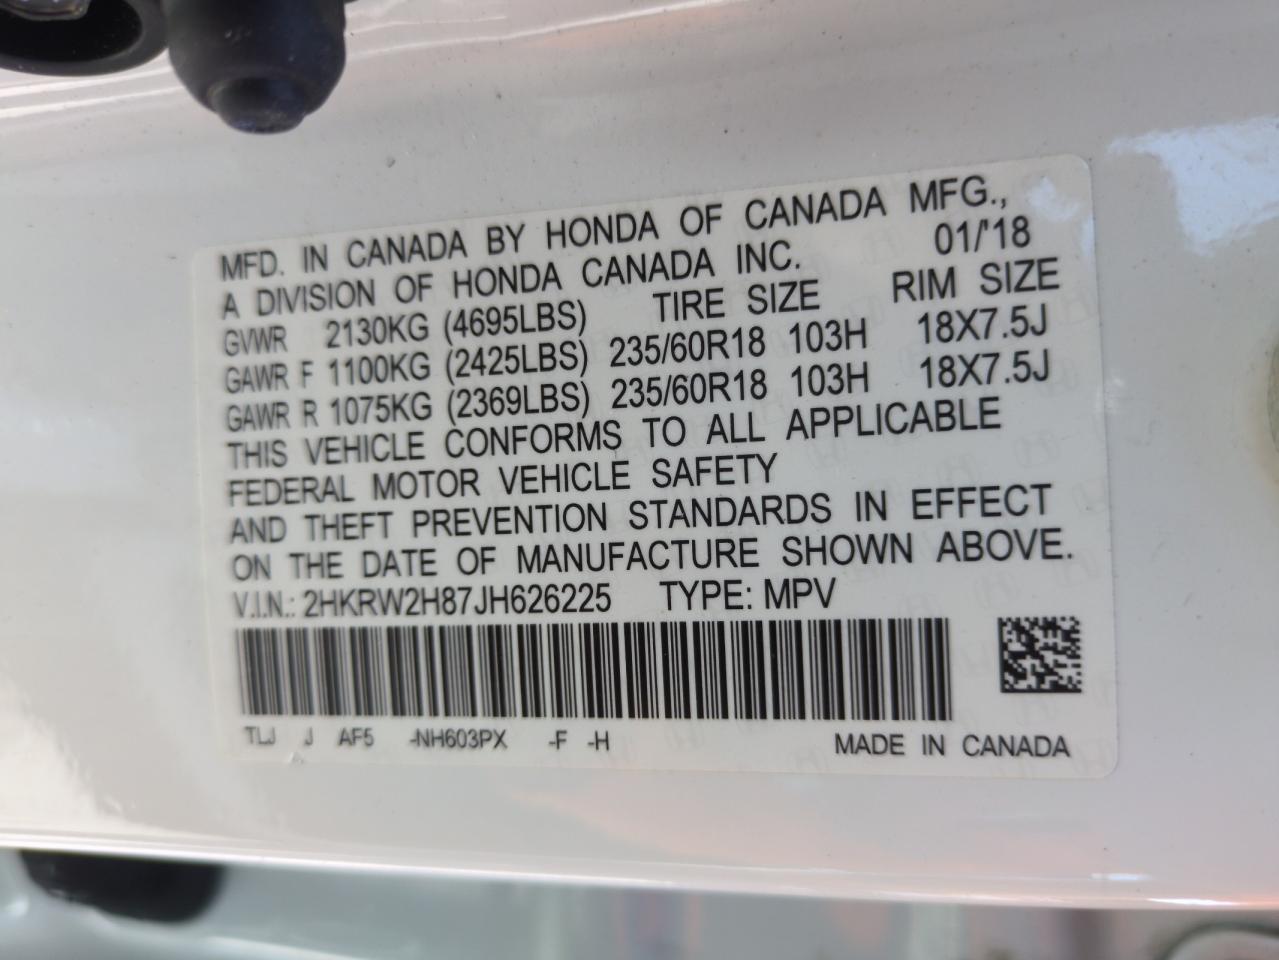 MFD. IN CANADA BY HONDA OF CANADA MFG.,
A DIVISION OF HONDA CANADA INC. 01/'18
GVWR 2130KG (4695LBS) TIRE SIZE RIM SIZE
GAWR F 1100KG (2425LBS) 235/60R18 103H 18X7.5J
GAWR R 1075KG (2369LBS) 235/60R18 103H 18X7.5J
THIS VEHICLE CONFORMS TO ALL APPLICABLE
FEDERAL MOTOR VEHICLE SAFETY
AND THEFT PREVENTION STANDARDS IN EFFECT
ON THE DATE OF MANUFACTURE SHOWN ABOVE.
V.I.N.: 2HKRW2H87JH626225 TYPE: MPV
TLJ J AF5 -NH603PX -F -H MADE IN CANADA